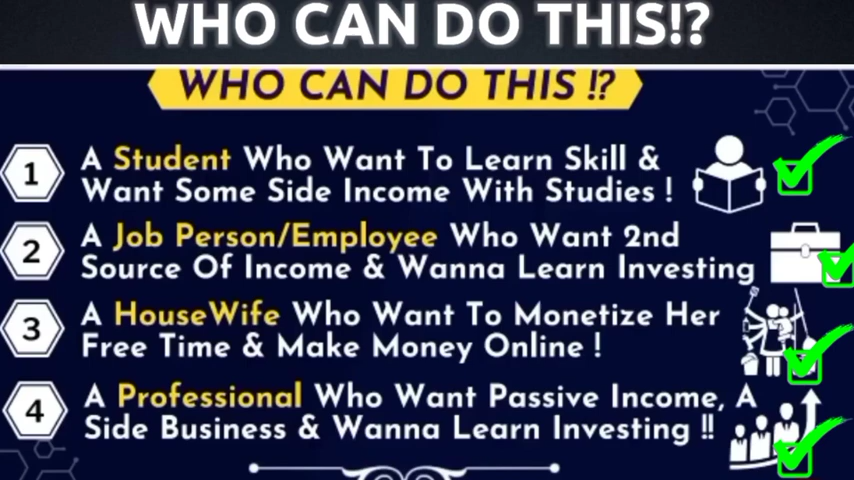 WHO CAN DO THIS!?
WHO CAN DO THIS !?
1
A Student Who Want To Learn Skill &
Want Some Side Income With Studies !
2
A Job Person/Employee Who Want 2nd
Source Of Income & Wanna Learn Investing
3
A HouseWife Who Want To Monetize Her
Free Time & Make Money Online !
4
A Professional Who Want Passive Income, A
Side Business & Wanna Learn Investing !!